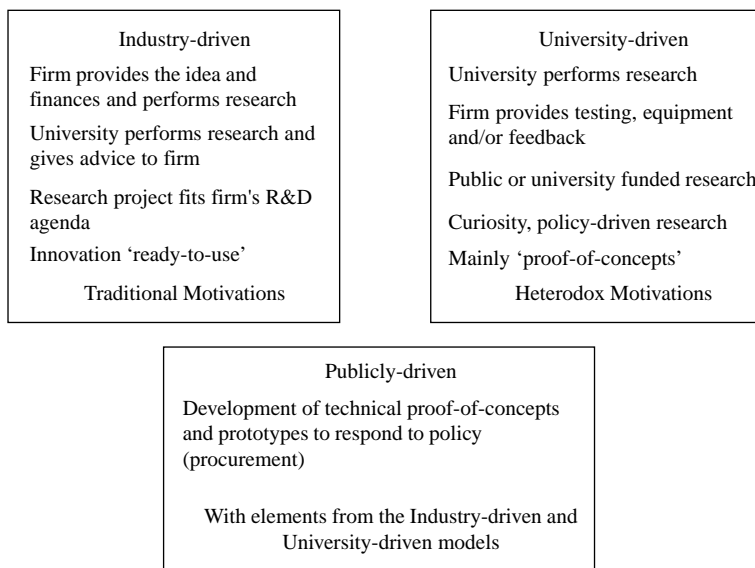 Industry-driven
Firm provides the idea and
finances and performs research
University performs research and
gives advice to firm
Research project fits firm's R&D
agenda
Innovation ‘ready-to-use’
Traditional Motivations
University-driven
University performs research
Firm provides testing, equipment
and/or feedback
Public or university funded research
Curiosity, policy-driven research
Mainly ‘proof-of-concepts’
Heterodox Motivations
Publicly-driven
Development of technical proof-of-concepts
and prototypes to respond to policy
(procurement)
With elements from the Industry-driven and
University-driven models